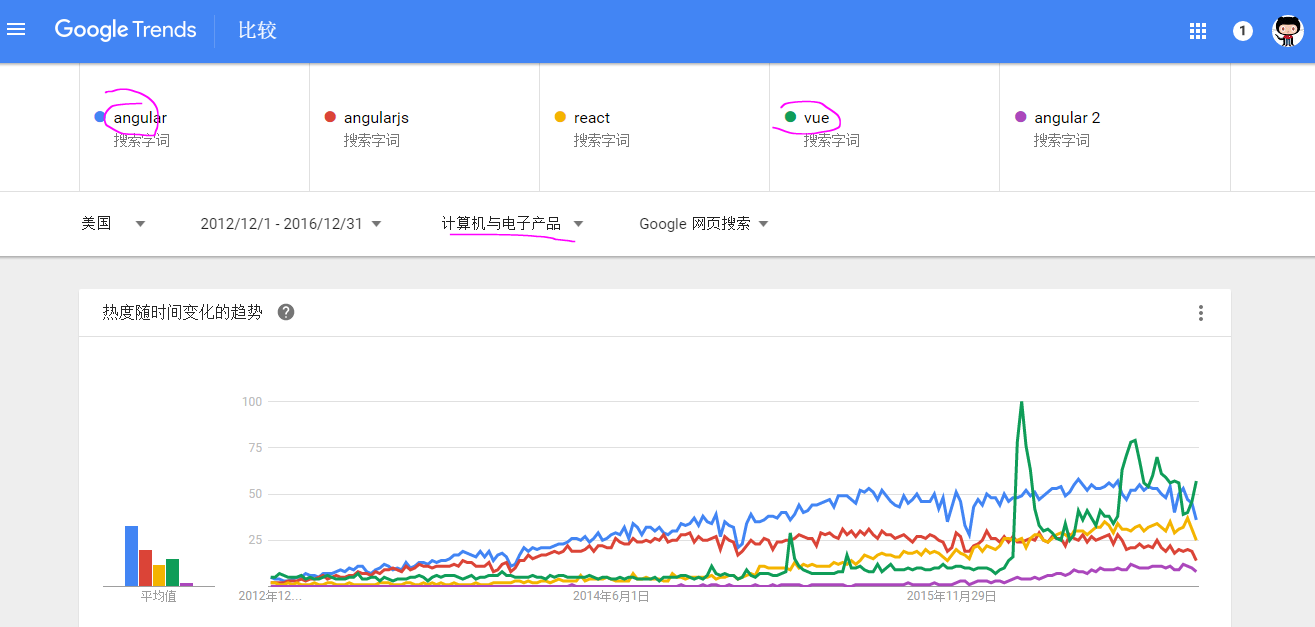 Google Trends 比较 1
angular angularjs react vue angular 2
搜索字词 搜索字词 搜索字词 搜索字词 搜索字词
美国 2012/12/1 - 2016/12/31 计算机与电子产品 Google 网页搜索
热度随时间变化的趋势 ?
100
75
50
25
平均值 2012年12... 2014年6月1日 2015年11月29日